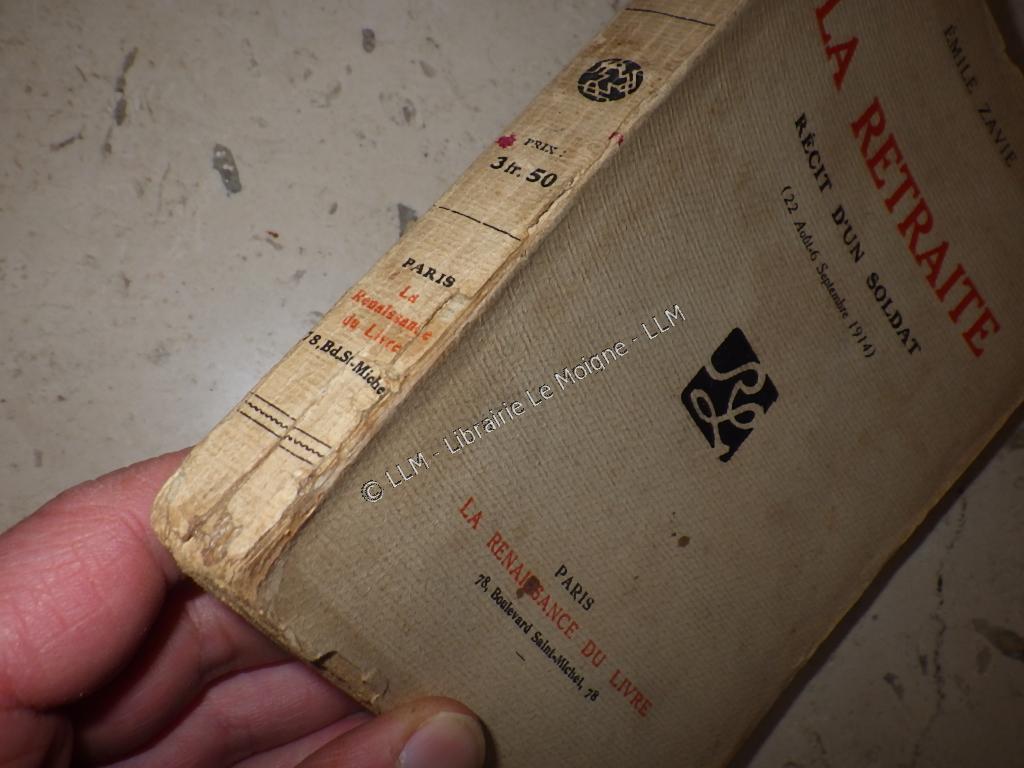 ÉMILE ZAVIE
LA RETRAITE
RÉCIT D'UN SOLDAT
(22 Août-6 Septembre 1914)
PARIS
LA RENAISSANCE DU LIVRE
78, Boulevard Saint-Michel, 78
PRIX :
3 fr. 50
PARIS
La
Renaissance
du Livre
78, Bd. St-Michel
© LLM - Librairie Le Moigne - LLM